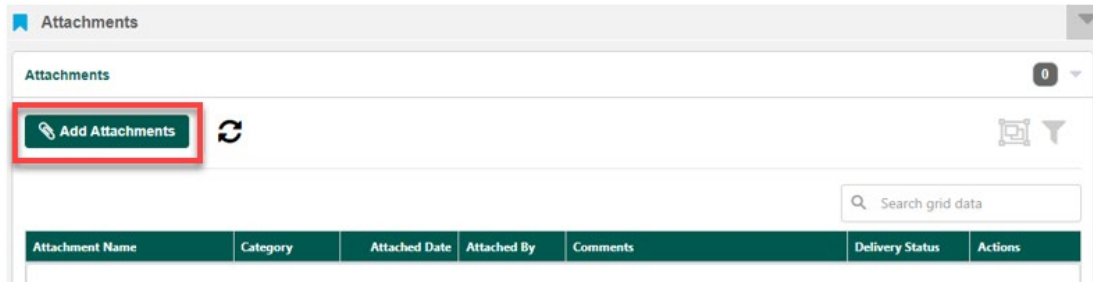 Attachments
Attachments 0
Add Attachments
Search grid data
Attachment Name Category Attached Date Attached By Comments Delivery Status Actions